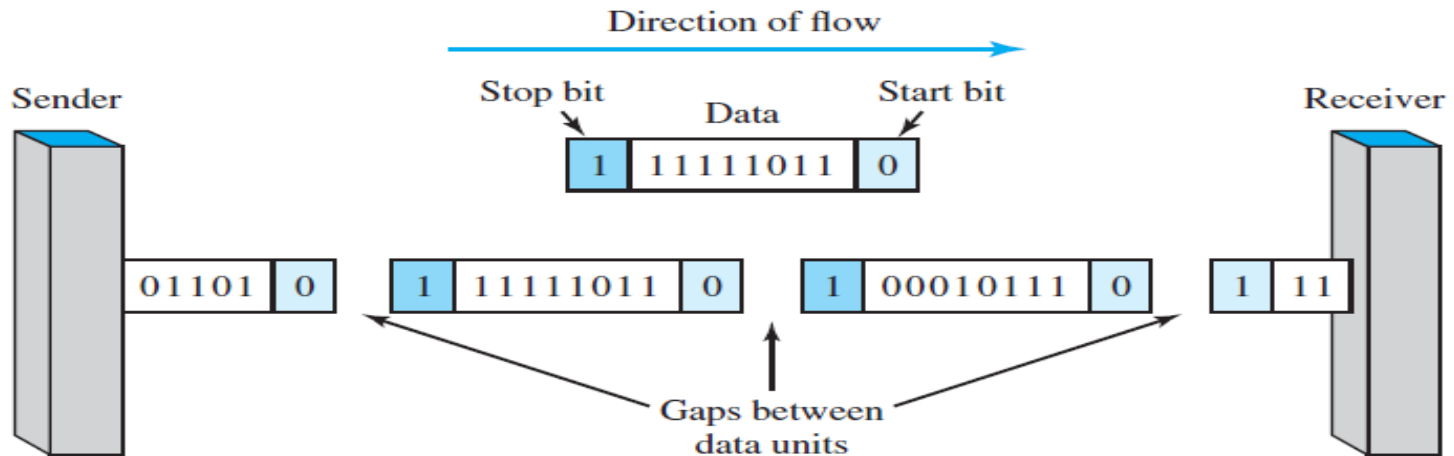 Direction of flow
Sender
Stop bit
Data
Start bit
Receiver
1 11111011 0
01101 0 1 11111011 0 1 00010111 0 1 11
Gaps between
data units